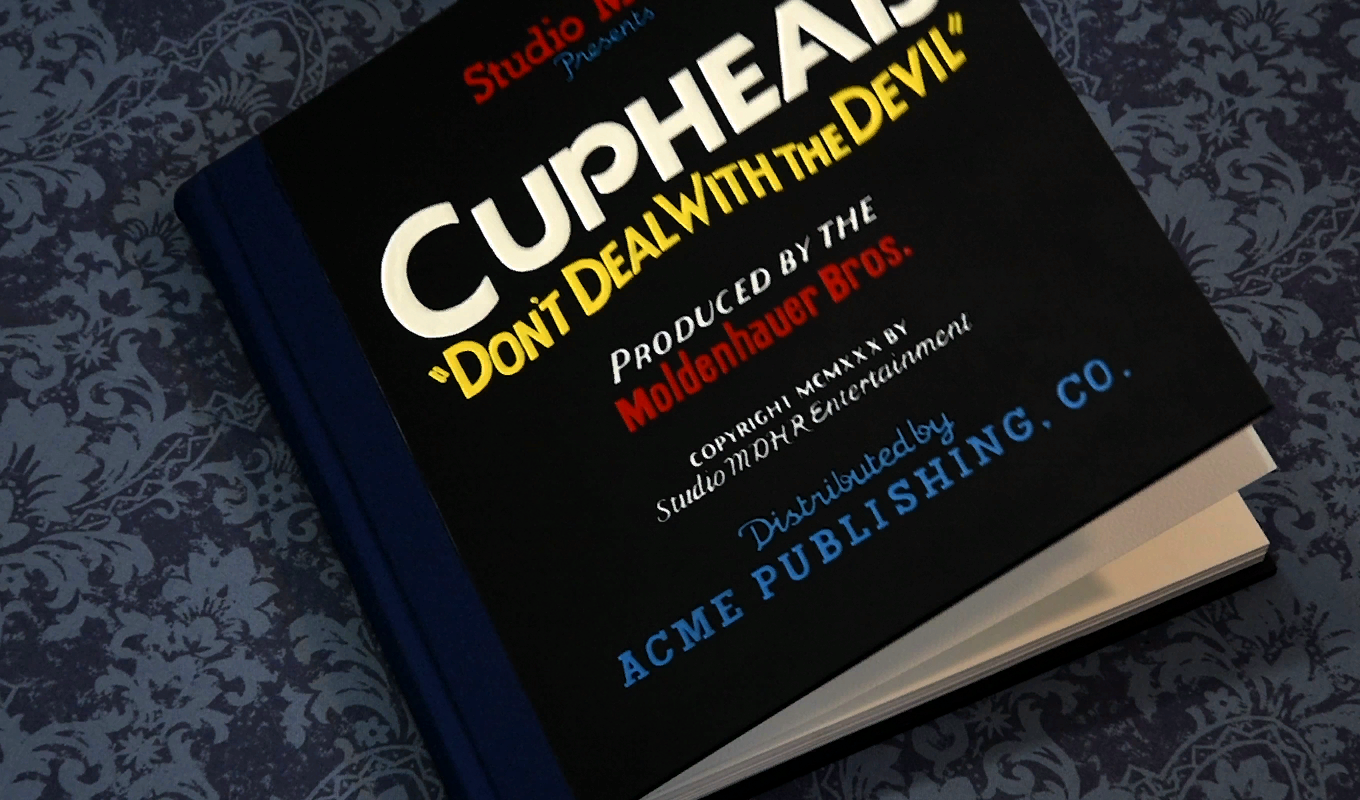 Studio
Presents
CUPHEAD
"DON'T DEAL WITH THE DEVIL"
PRODUCED BY THE
Moldenhauer Bros.
COPYRIGHT MCMXXX BY
Studio MDHR Entertainment
Distributed by
ACME PUBLISHING, CO.